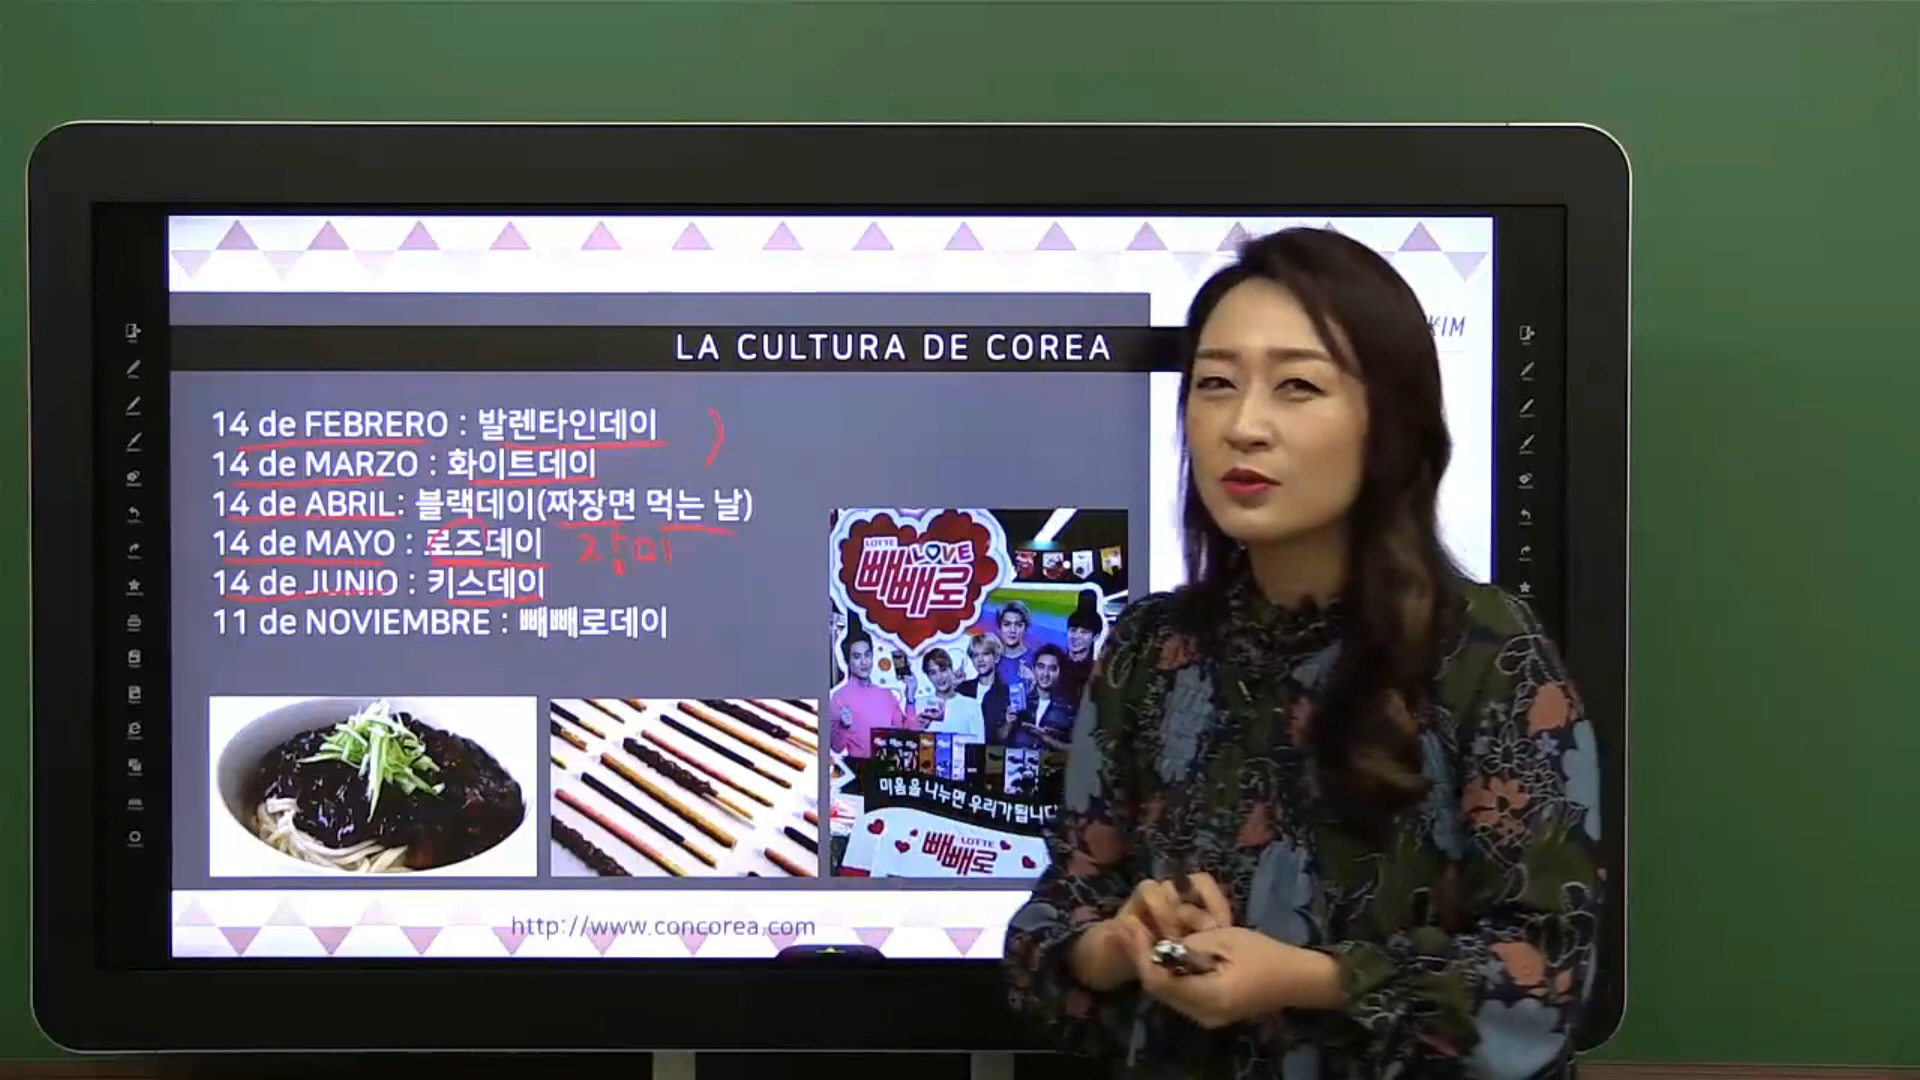 KIM
LA CULTURA DE COREA
14 de FEBRERO : 발렌타인데이
14 de MARZO : 화이트데이
14 de ABRIL: 블랙데이(짜장면 먹는 날)
14 de MAYO : 로즈데이 장미
14 de JUNIO : 키스데이
11 de NOVIEMBRE : 빼빼로데이
LOTTE
LOVE
빼빼로
미음을 나누면 우리가 됩니다
LOTTE
빼빼로
http://www.concorea.com